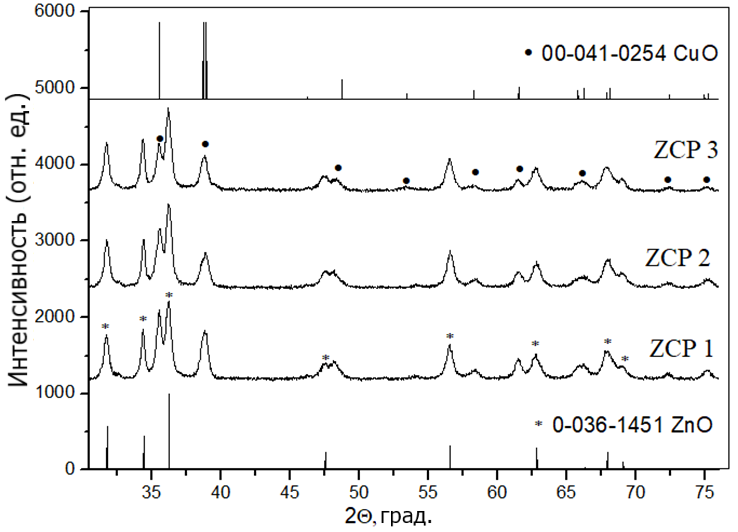 6000
5000
4000
3000
2000
1000
0
Интенсивность (отн. ед.)
• 00-041-0254 CuO
ZCP 3
ZCP 2
ZCP 1
* 0-036-1451 ZnO
35 40 45 50 55 60 65 70 75
2Θ, град.